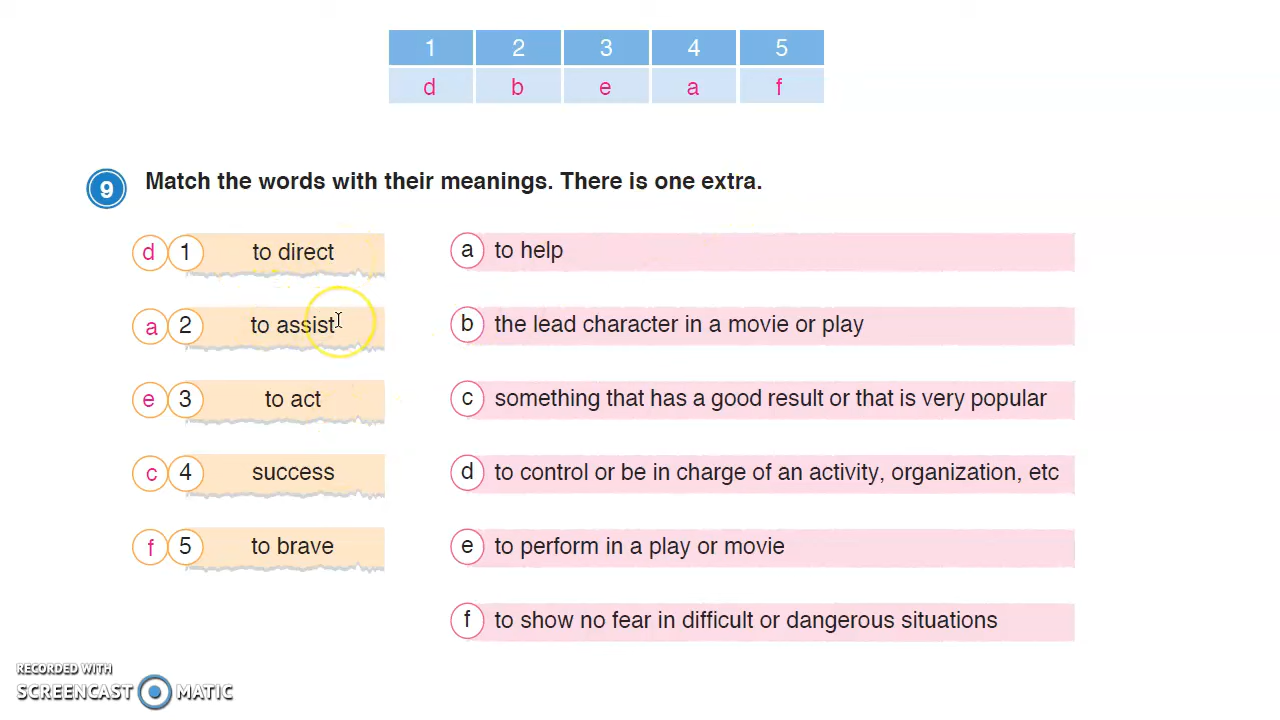 1 2 3 4 5
d b e a f
9 Match the words with their meanings. There is one extra.
d 1 to direct a to help
a 2 to assist b the lead character in a movie or play
e 3 to act c something that has a good result or that is very popular
c 4 success d to control or be in charge of an activity, organization, etc
f 5 to brave e to perform in a play or movie
f to show no fear in difficult or dangerous situations
RECORDED WITH
SCREENCAST MATIC